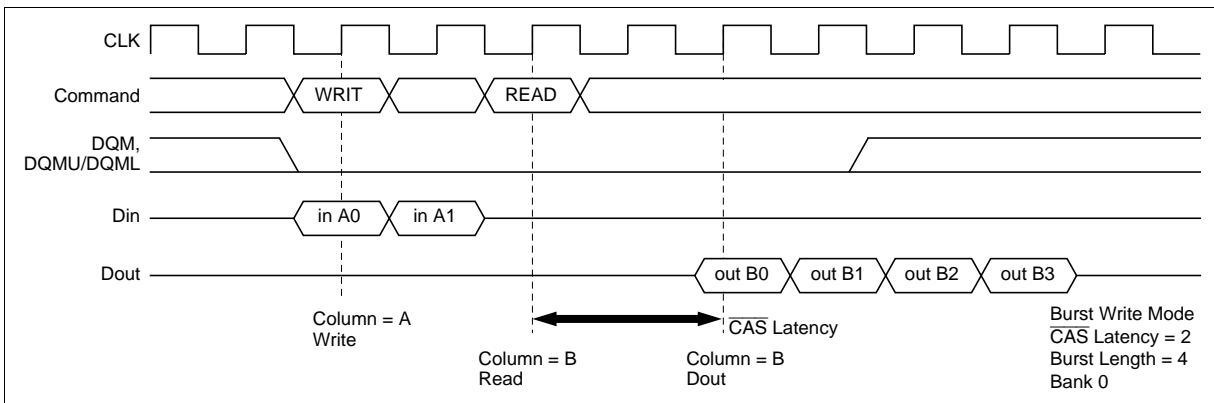 CLK
Command
WRIT
READ
DQM,
DQMU/DQML
Din
in A0
in A1
Dout
out B0
out B1
out B2
out B3
Column = A
Write
CAS Latency
Column = B
Read
Column = B
Dout
Burst Write Mode
CAS Latency = 2
Burst Length = 4
Bank 0